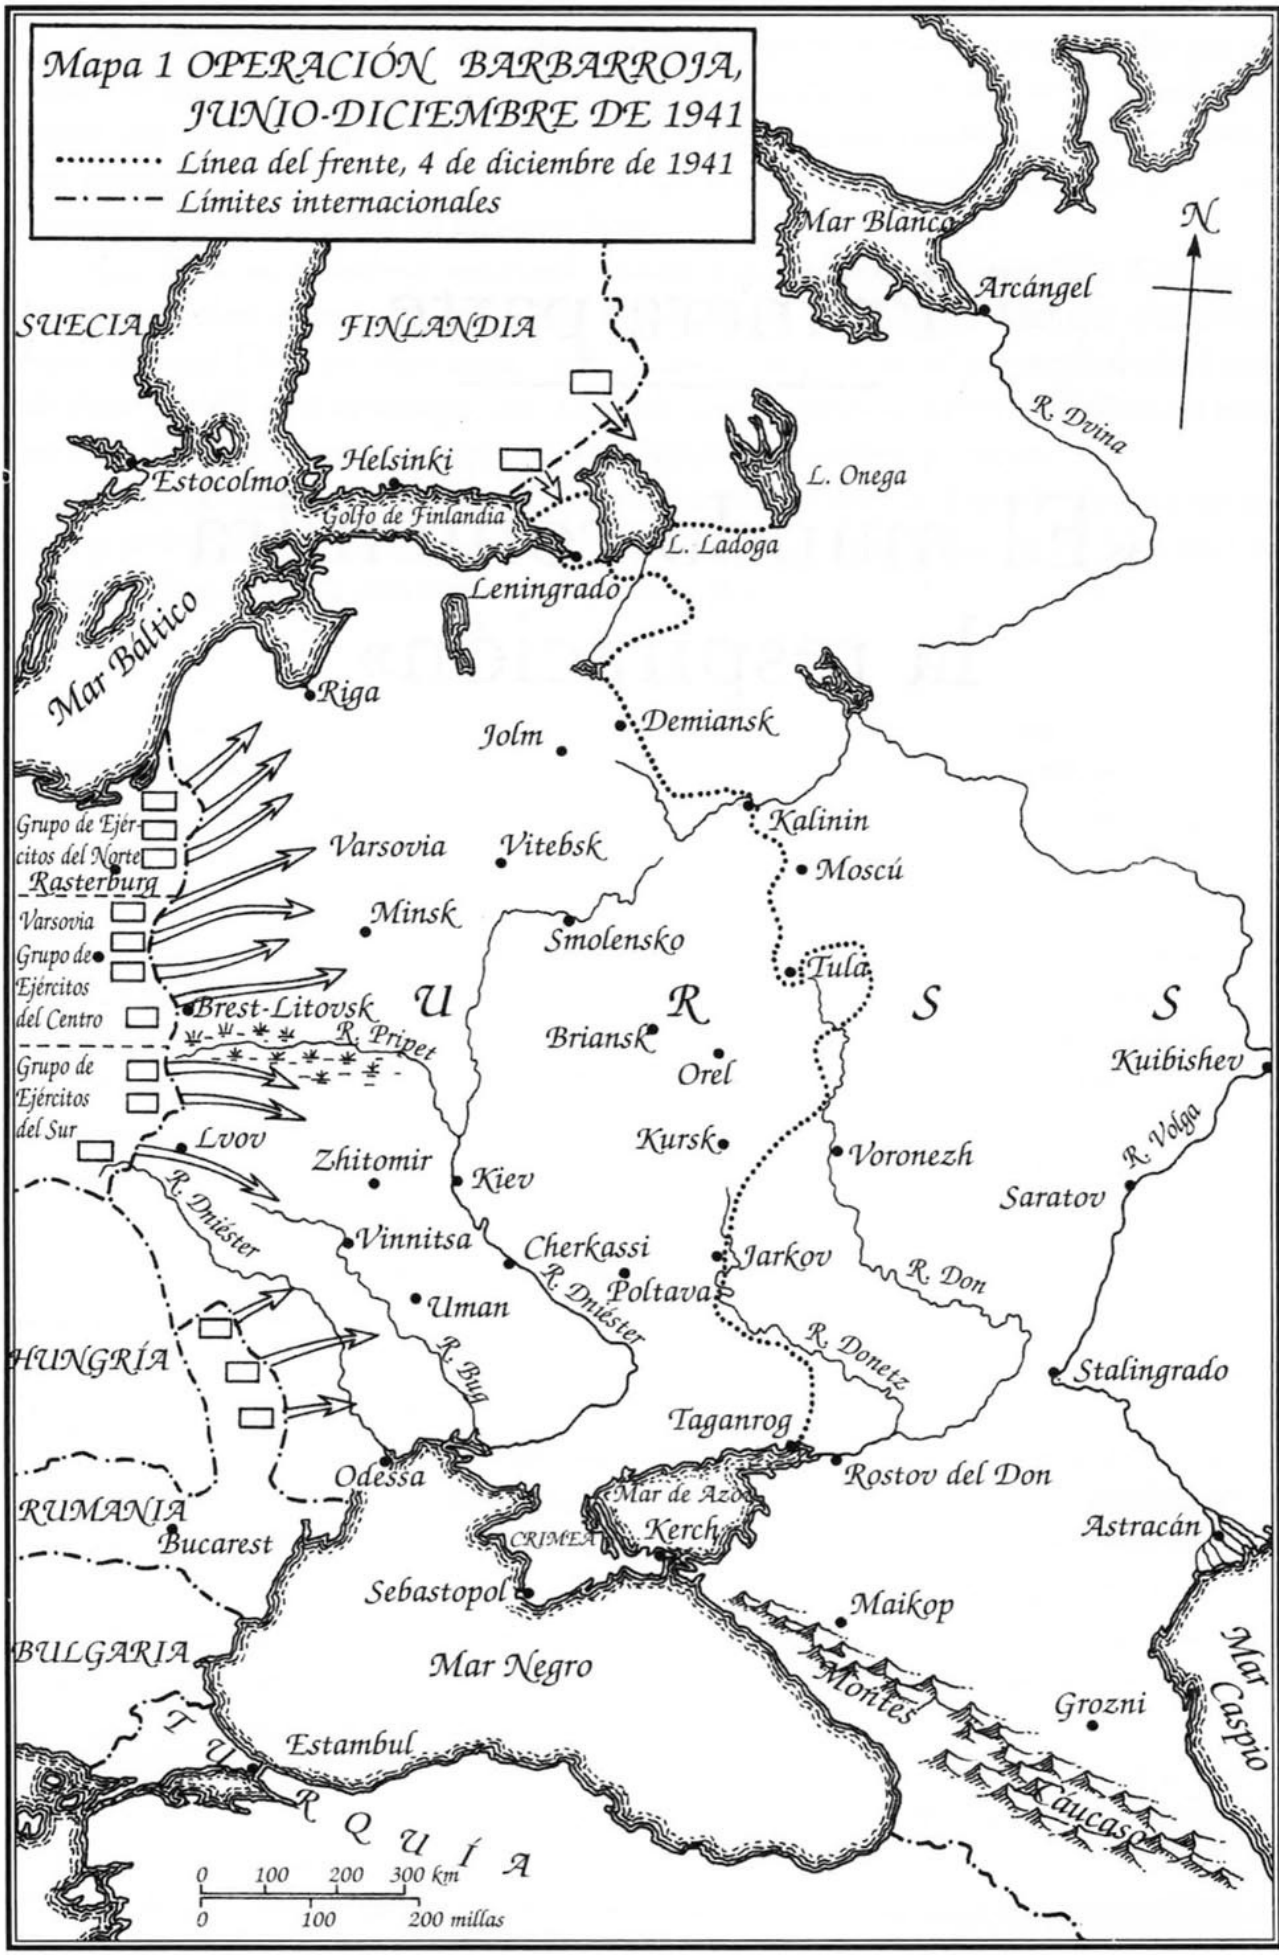 Mapa 1 OPERACIÓN BARBARROJA,
JUNIO-DICIEMBRE DE 1941
Línea del frente, 4 de diciembre de 1941
Límites internacionales
N
Mar Blanco
Arcángel
SUECIA
FINLANDIA
R. Dvina
Helsinki
Estocolmo
L. Onega
Golfo de Finlandia
L. Ladoga
Leningrado
Mar Báltico
Riga
Demiansk
Jolm
Kalinin
Grupo de Ejér-
citos del Norte
Rasterburg
Varsovia
Vitebsk
Moscú
Varsovia
Grupo de
Ejércitos
del Centro
Minsk
Smolensko
Tula
U R S S
Brest-Litovsk
R. Pripet
Briansk
Orel
Kuibishev
Grupo de
Ejércitos
del Sur
Lvov
Zhitomir
Kiev
Kursk
Voronezh
R. Volga
Saratov
R. Dniéster
Vinnitsa
Cherkassi
Jarkov
R. Don
Uman
R. Dniéster
Poltava
R. Bug
R. Donetz
HUNGRÍA
Stalingrado
Taganrog
Odessa
Rostov del Don
RUMANIA
Mar de Azov
Bucarest
CRIMEA
Kerch
Astracán
Sebastopol
Maikop
BULGARIA
Mar Negro
Montes
Cáucaso
Grozni
Mar
Caspio
Estambul
TURQUÍA
0 100 200 300 km
0 100 200 millas